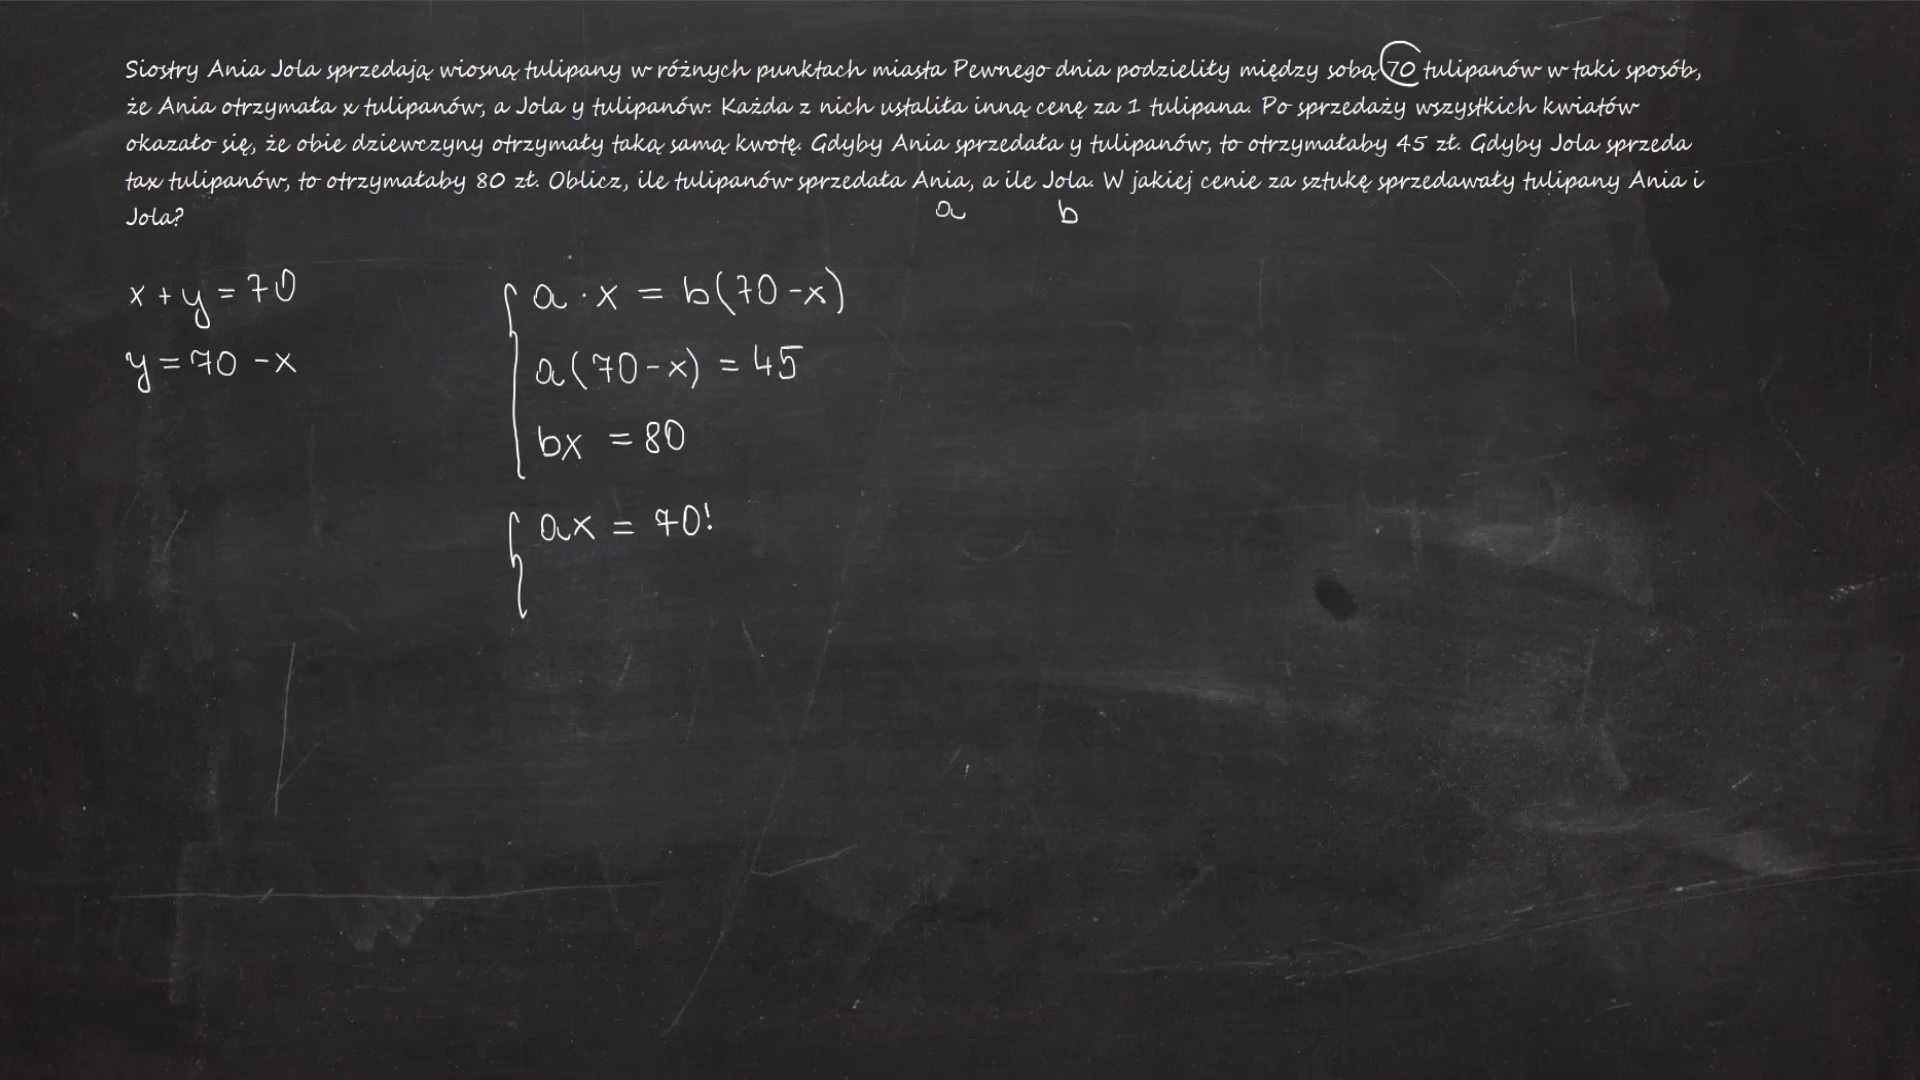 Siostry Ania Jola sprzedają wiosną tulipany w różnych punktach miasta Pewnego dnia podzieliły między sobą 70 tulipanów w taki sposób,
że Ania otrzymała x tulipanów, a Jola y tulipanów. Każda z nich ustaliła inną cenę za 1 tulipana. Po sprzedaży wszystkich kwiatów
okazało się, że obie dziewczyny otrzymały taką samą kwotę. Gdyby Ania sprzedała y tulipanów, to otrzymałaby 45 zł. Gdyby Jola sprzeda
łax tulipanów, to otrzymałaby 80 zł. Oblicz, ile tulipanów sprzedała Ania, a ile Jola. W jakiej cenie za sztukę sprzedawały tulipany Ania i
Jola?
a b
x + y = 70
y = 70 - x
a · x = b(70 - x)
a(70 - x) = 45
bx = 80
ax = 70!